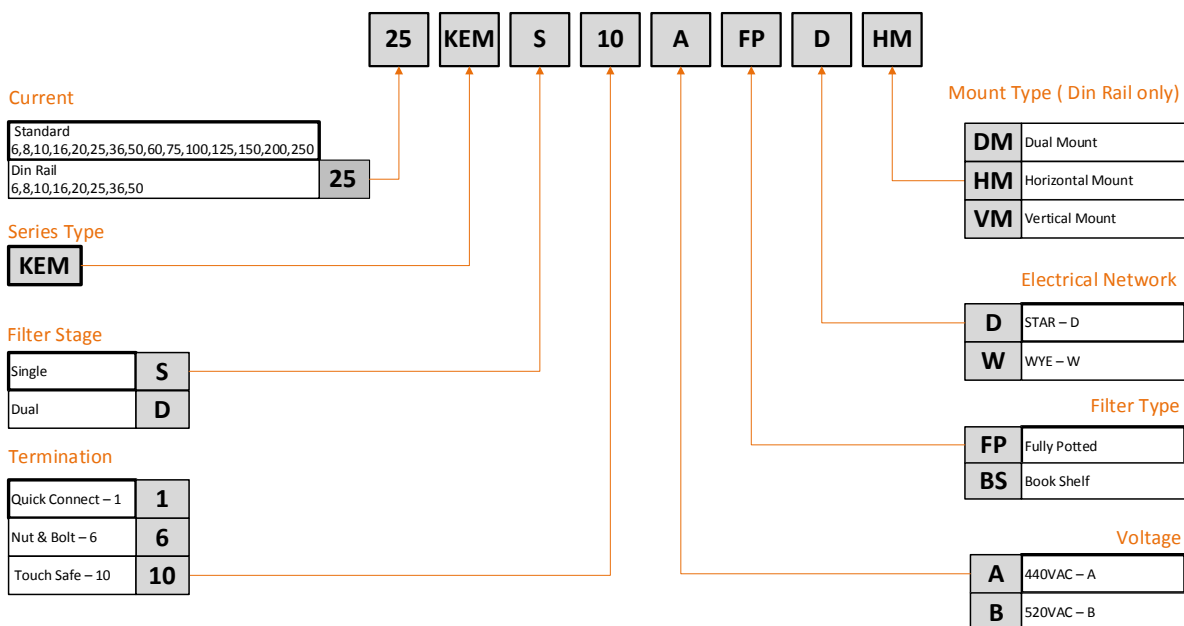 25 KEM S 10 A FP D HM
Current
Standard
6,8,10,16,20,25,36,50,60,75,100,125,150,200,250
Din Rail
6,8,10,16,20,25,36,50
25
Series Type
KEM
Filter Stage
Single S
Dual D
Termination
Quick Connect – 1 1
Nut & Bolt – 6 6
Touch Safe – 10 10
Mount Type ( Din Rail only)
DM Dual Mount
HM Horizontal Mount
VM Vertical Mount
Electrical Network
D STAR – D
W WYE – W
Filter Type
FP Fully Potted
BS Book Shelf
Voltage
A 440VAC – A
B 520VAC – B